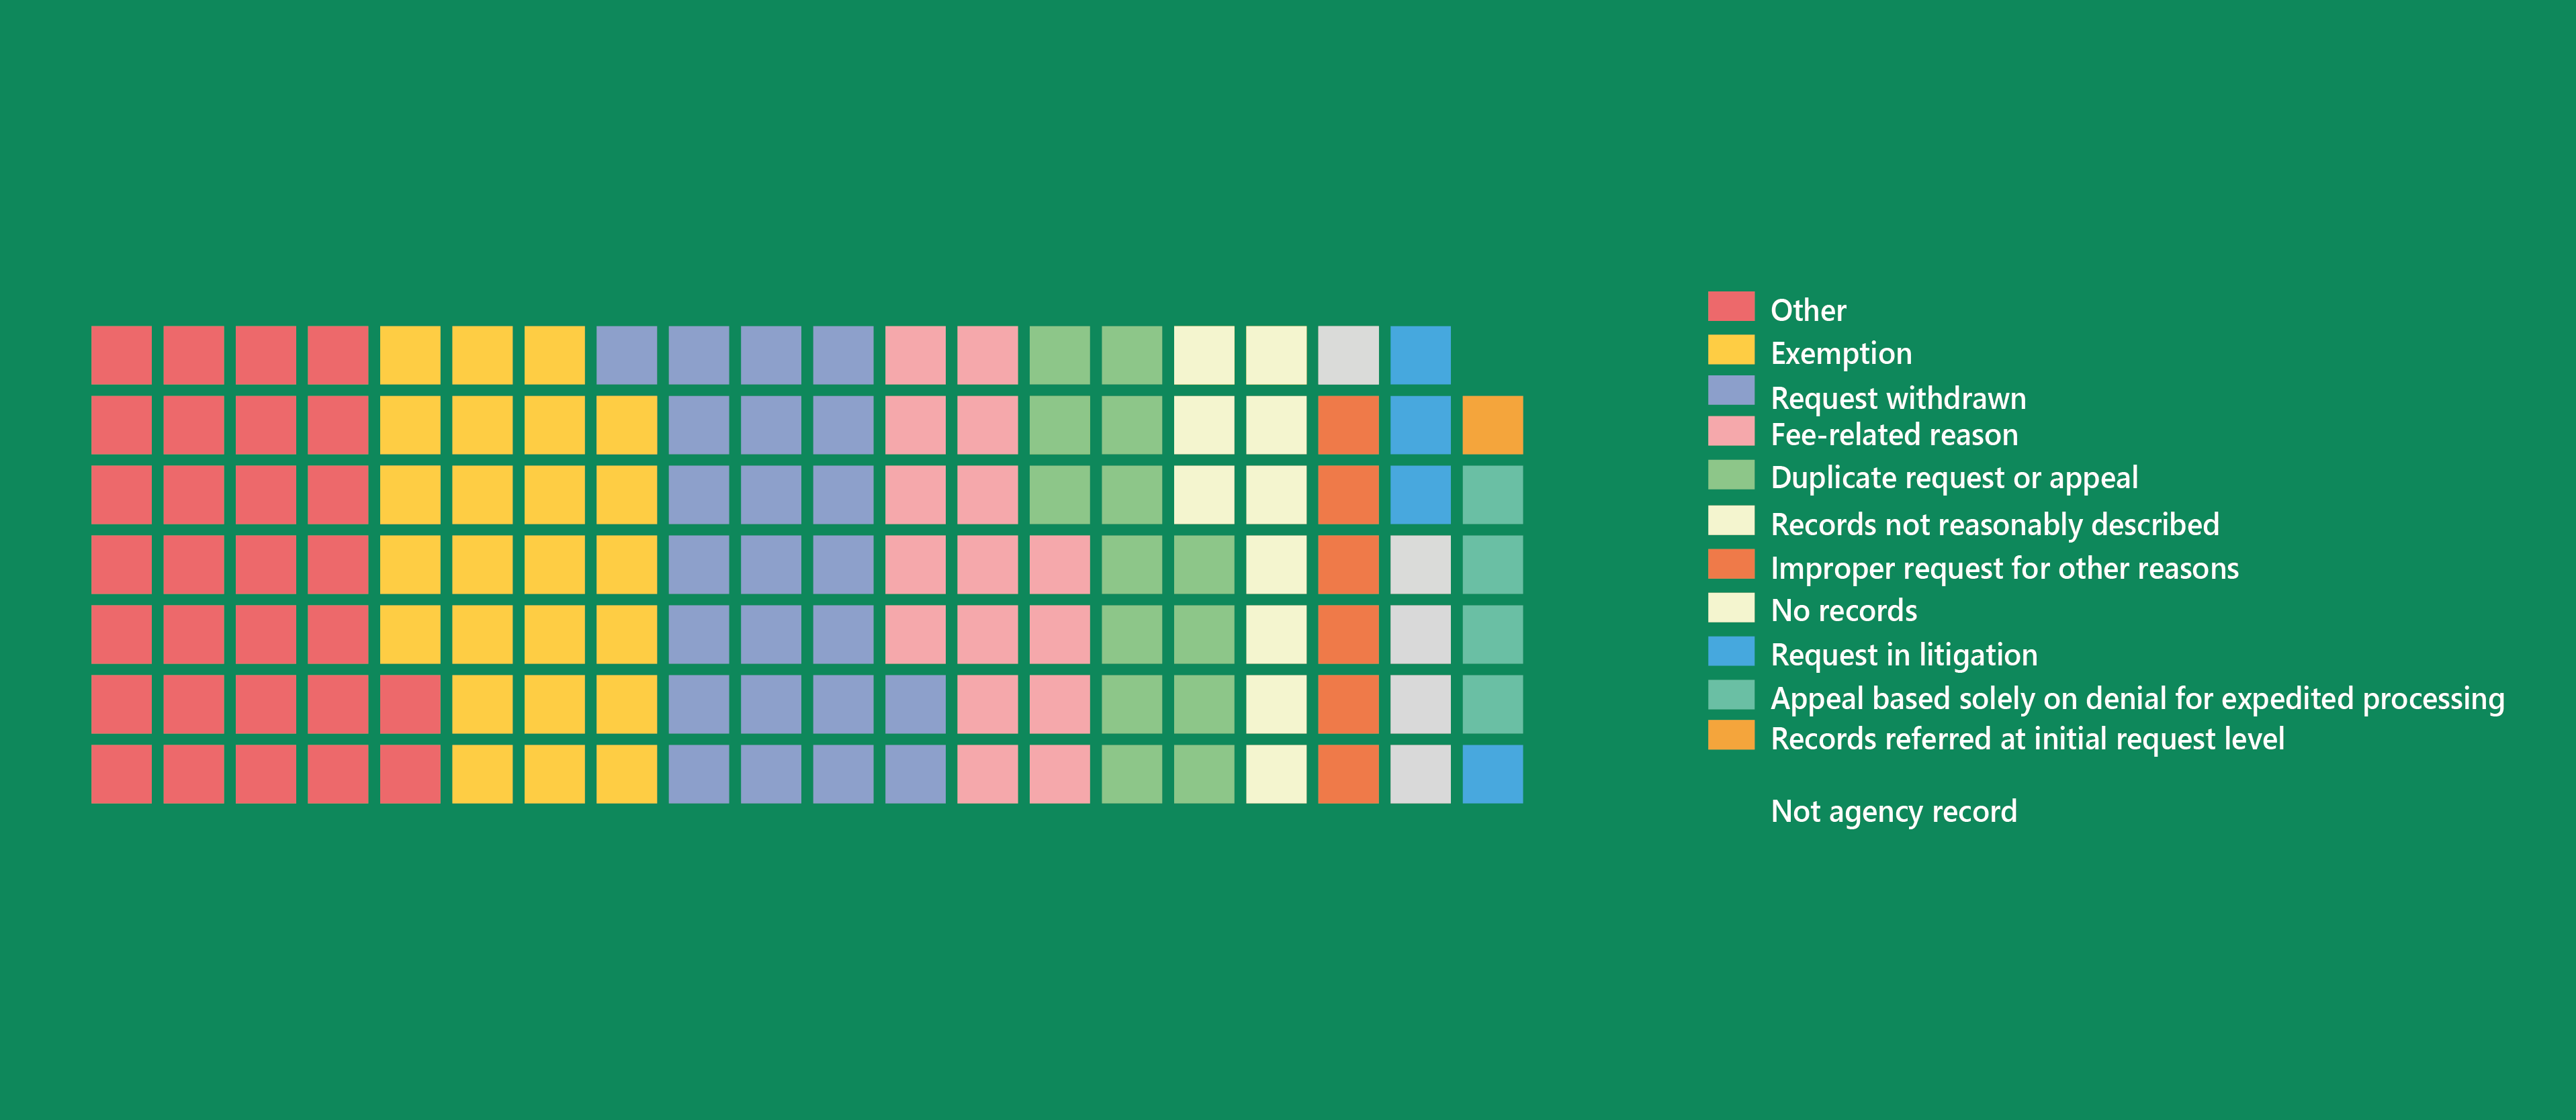 Other
Exemption
Request withdrawn
Fee-related reason
Duplicate request or appeal
Records not reasonably described
Improper request for other reasons
No records
Request in litigation
Appeal based solely on denial for expedited processing
Records referred at initial request level
Not agency record